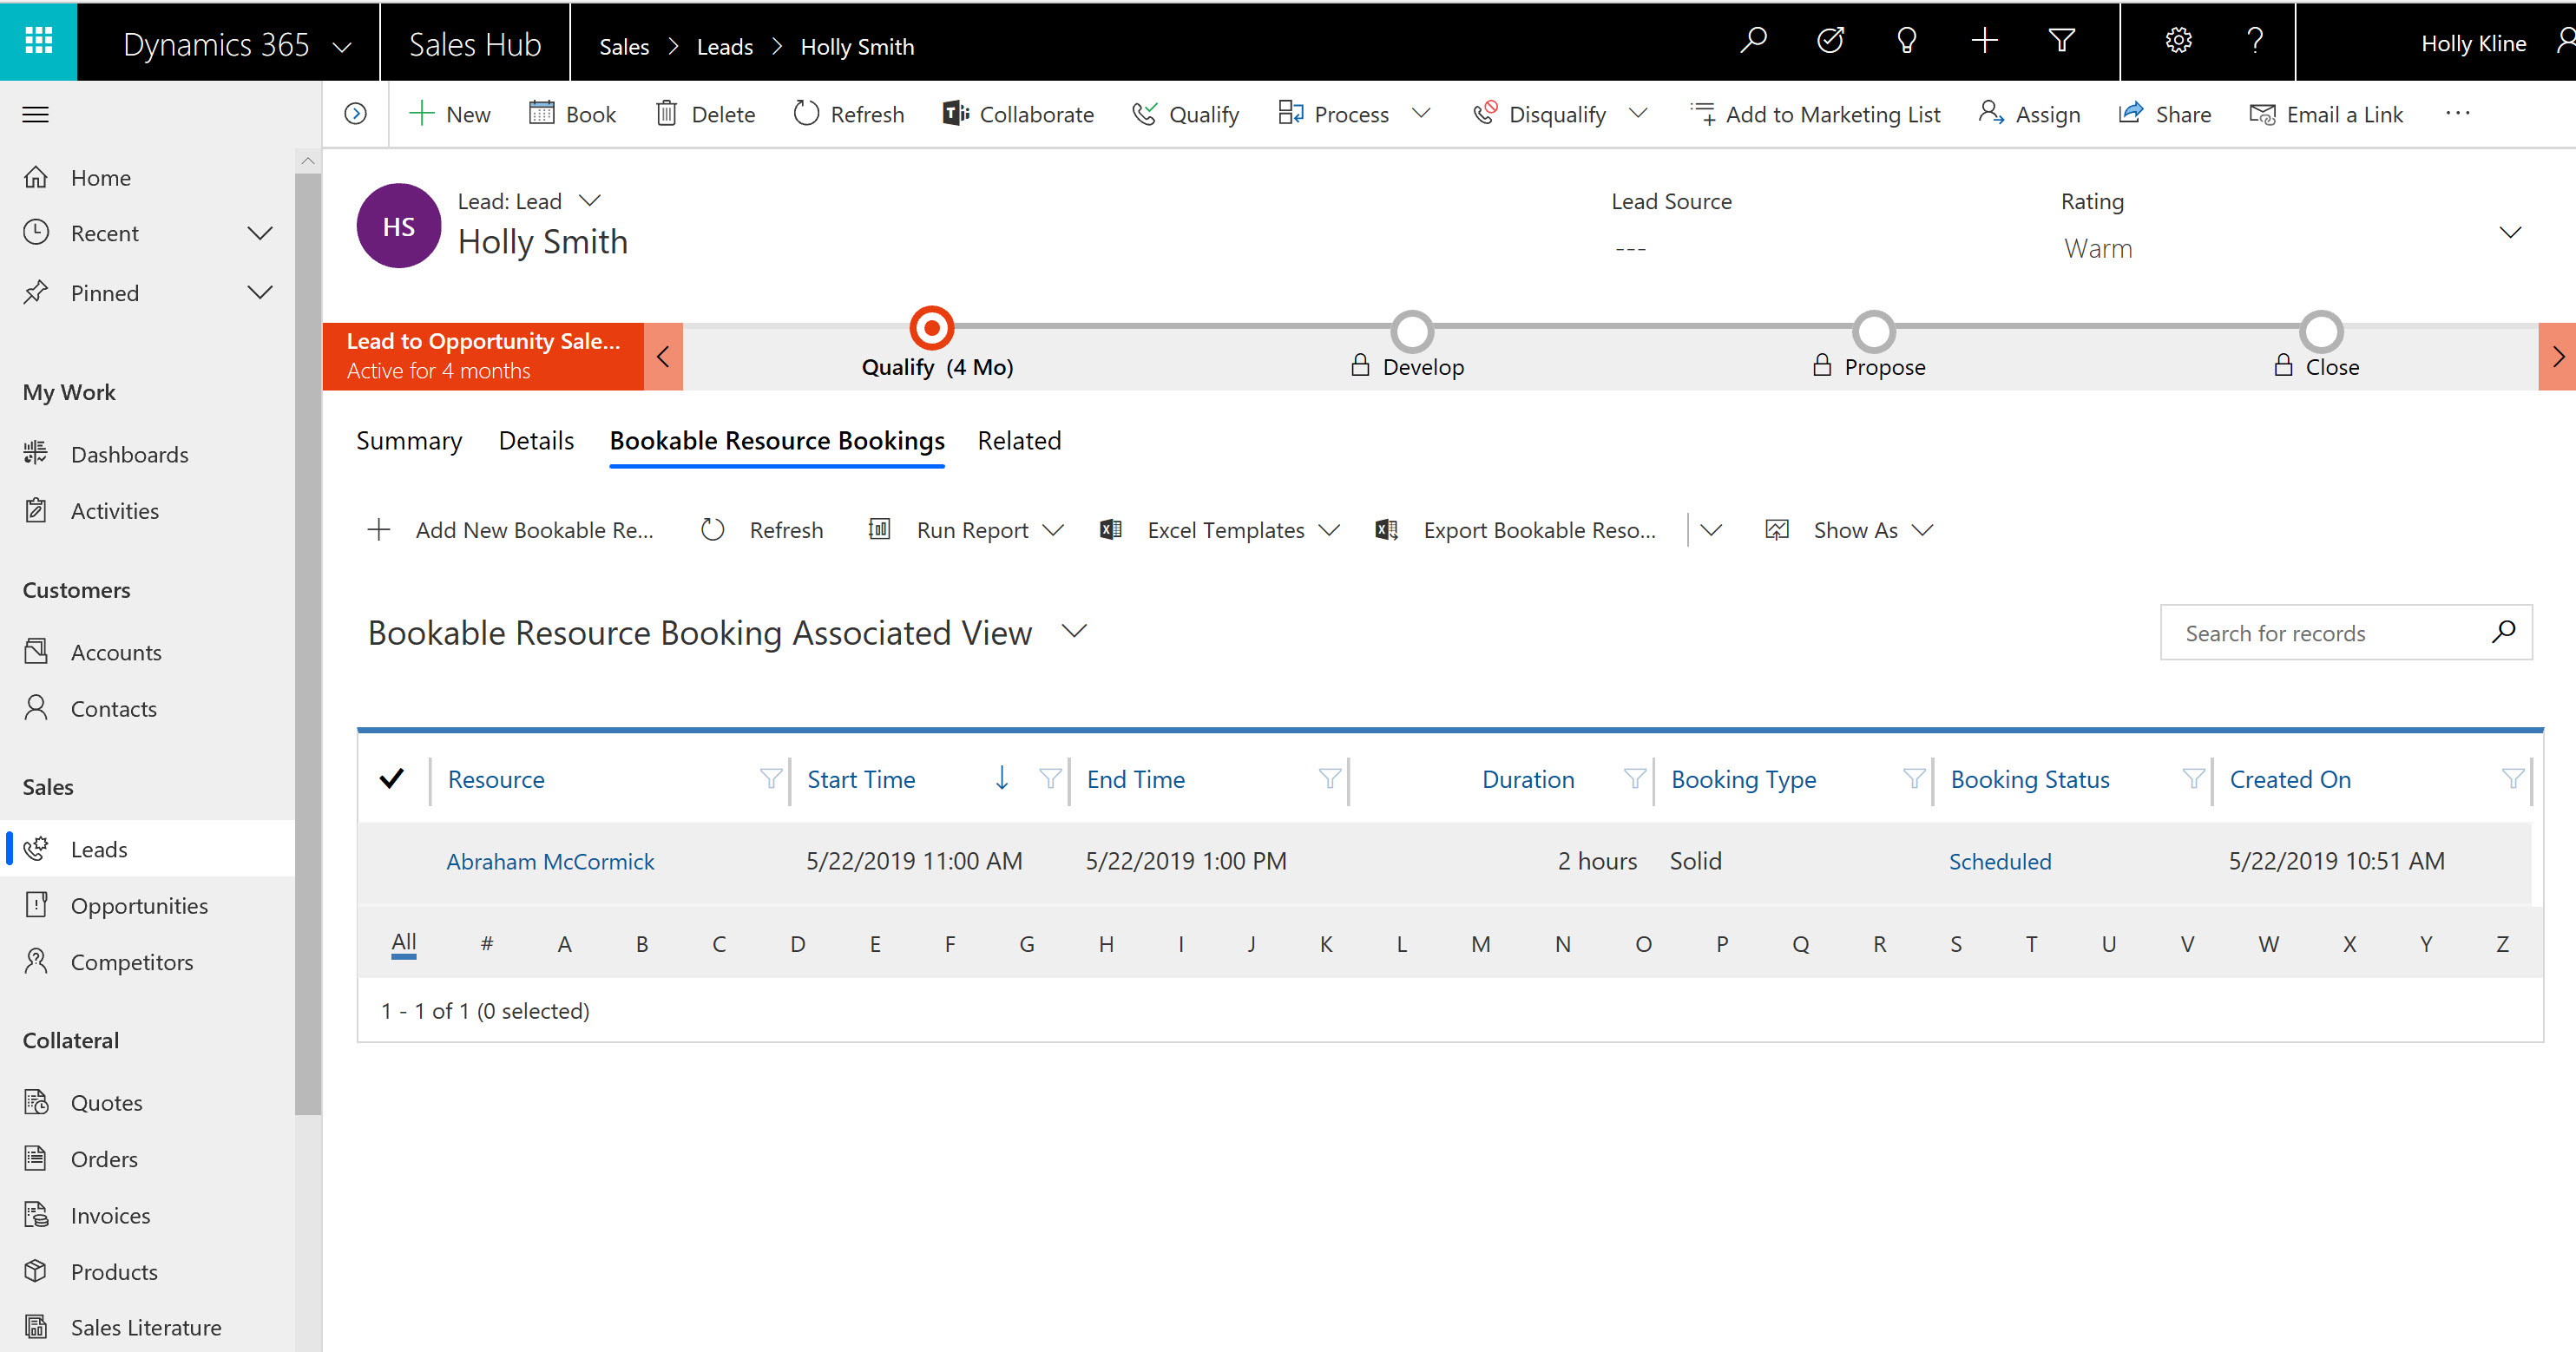 Dynamics 365 Sales Hub Sales > Leads > Holly Smith ? Holly Kline
New Book Delete Refresh Collaborate Qualify Process Disqualify Add to Marketing List Assign Share Email a Link ...
Home
Recent
Pinned
My Work
Dashboards
Activities
Customers
Accounts
Contacts
Sales
Leads
Opportunities
Competitors
Collateral
Quotes
Orders
Invoices
Products
Sales Literature
HS
Lead: Lead
Holly Smith
Lead Source
---
Rating
Warm
Lead to Opportunity Sale...
Active for 4 months
Qualify (4 Mo) Develop Propose Close
Summary Details Bookable Resource Bookings Related
Add New Bookable Re... Refresh Run Report Excel Templates Export Bookable Reso... Show As
Bookable Resource Booking Associated View
Search for records
Resource Start Time End Time Duration Booking Type Booking Status Created On
Abraham McCormick 5/22/2019 11:00 AM 5/22/2019 1:00 PM 2 hours Solid Scheduled 5/22/2019 10:51 AM
All # A B C D E F G H I J K L M N O P Q R S T U V W X Y Z
1 - 1 of 1 (0 selected)